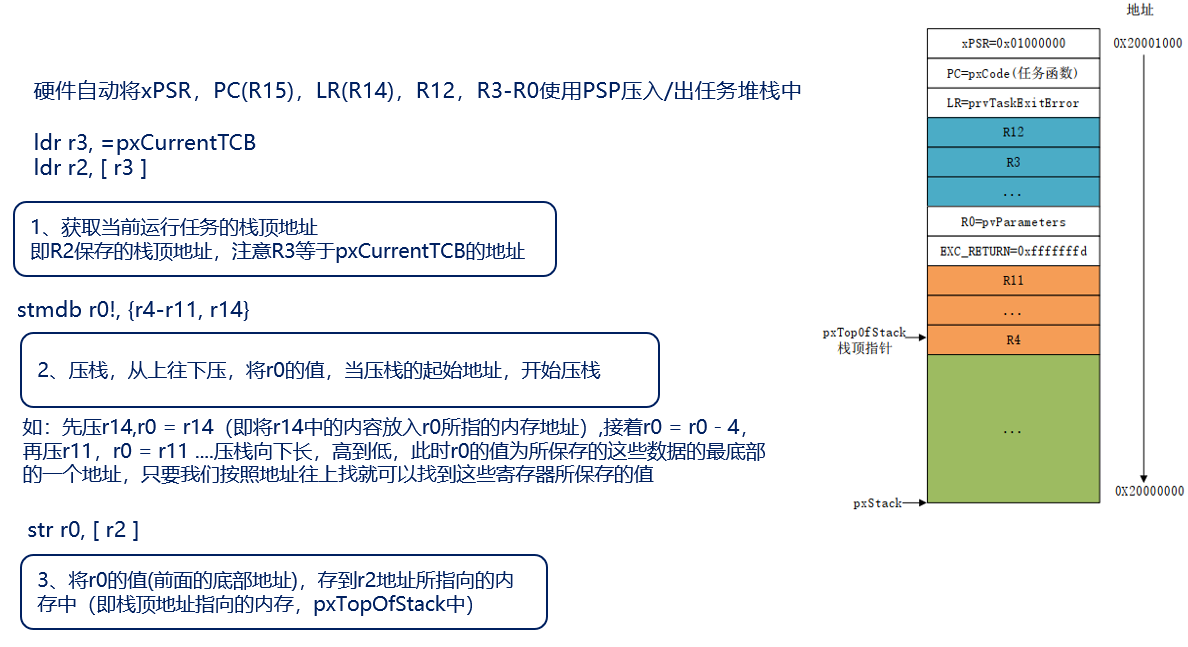 硬件自动将xPSR，PC(R15)，LR(R14)，R12，R3-R0使用PSP压入/出任务堆栈中
ldr r3, =pxCurrentTCB
ldr r2, [ r3 ]
1、获取当前运行任务的栈顶地址
即R2保存的栈顶地址，注意R3等于pxCurrentTCB的地址
stmdb r0!, {r4-r11, r14}
2、压栈，从上往下压，将r0的值，当压栈的起始地址，开始压栈
如：先压r14,r0 = r14（即将r14中的内容放入r0所指的内存地址）,接着r0 = r0 - 4，
再压r11，r0 = r11 ....压栈向下长，高到低，此时r0的值为所保存的这些数据的最底部
的一个地址，只要我们按照地址往上找就可以找到这些寄存器所保存的值
str r0, [ r2 ]
3、将r0的值(前面的底部地址)，存到r2地址所指向的内
存中（即栈顶地址指向的内存，pxTopOfStack中）
地址
0X20001000
xPSR=0x01000000
PC=pxCode(任务函数)
LR=prvTaskExitError
R12
R3
...
R0=pvParameters
EXC_RETURN=0xfffffffd
R11
...
R4
pxTopOfStack
栈顶指针
...
pxStack
0X20000000